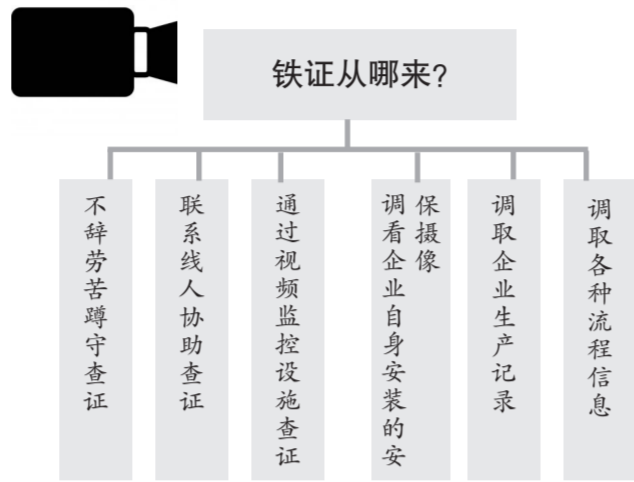 铁证从哪来？
不辞劳苦蹲守查证
联系线人协助查证
通过视频监控设施查证
调看企业自身安装的安
保摄像
调取企业生产记录
调取各种流程信息